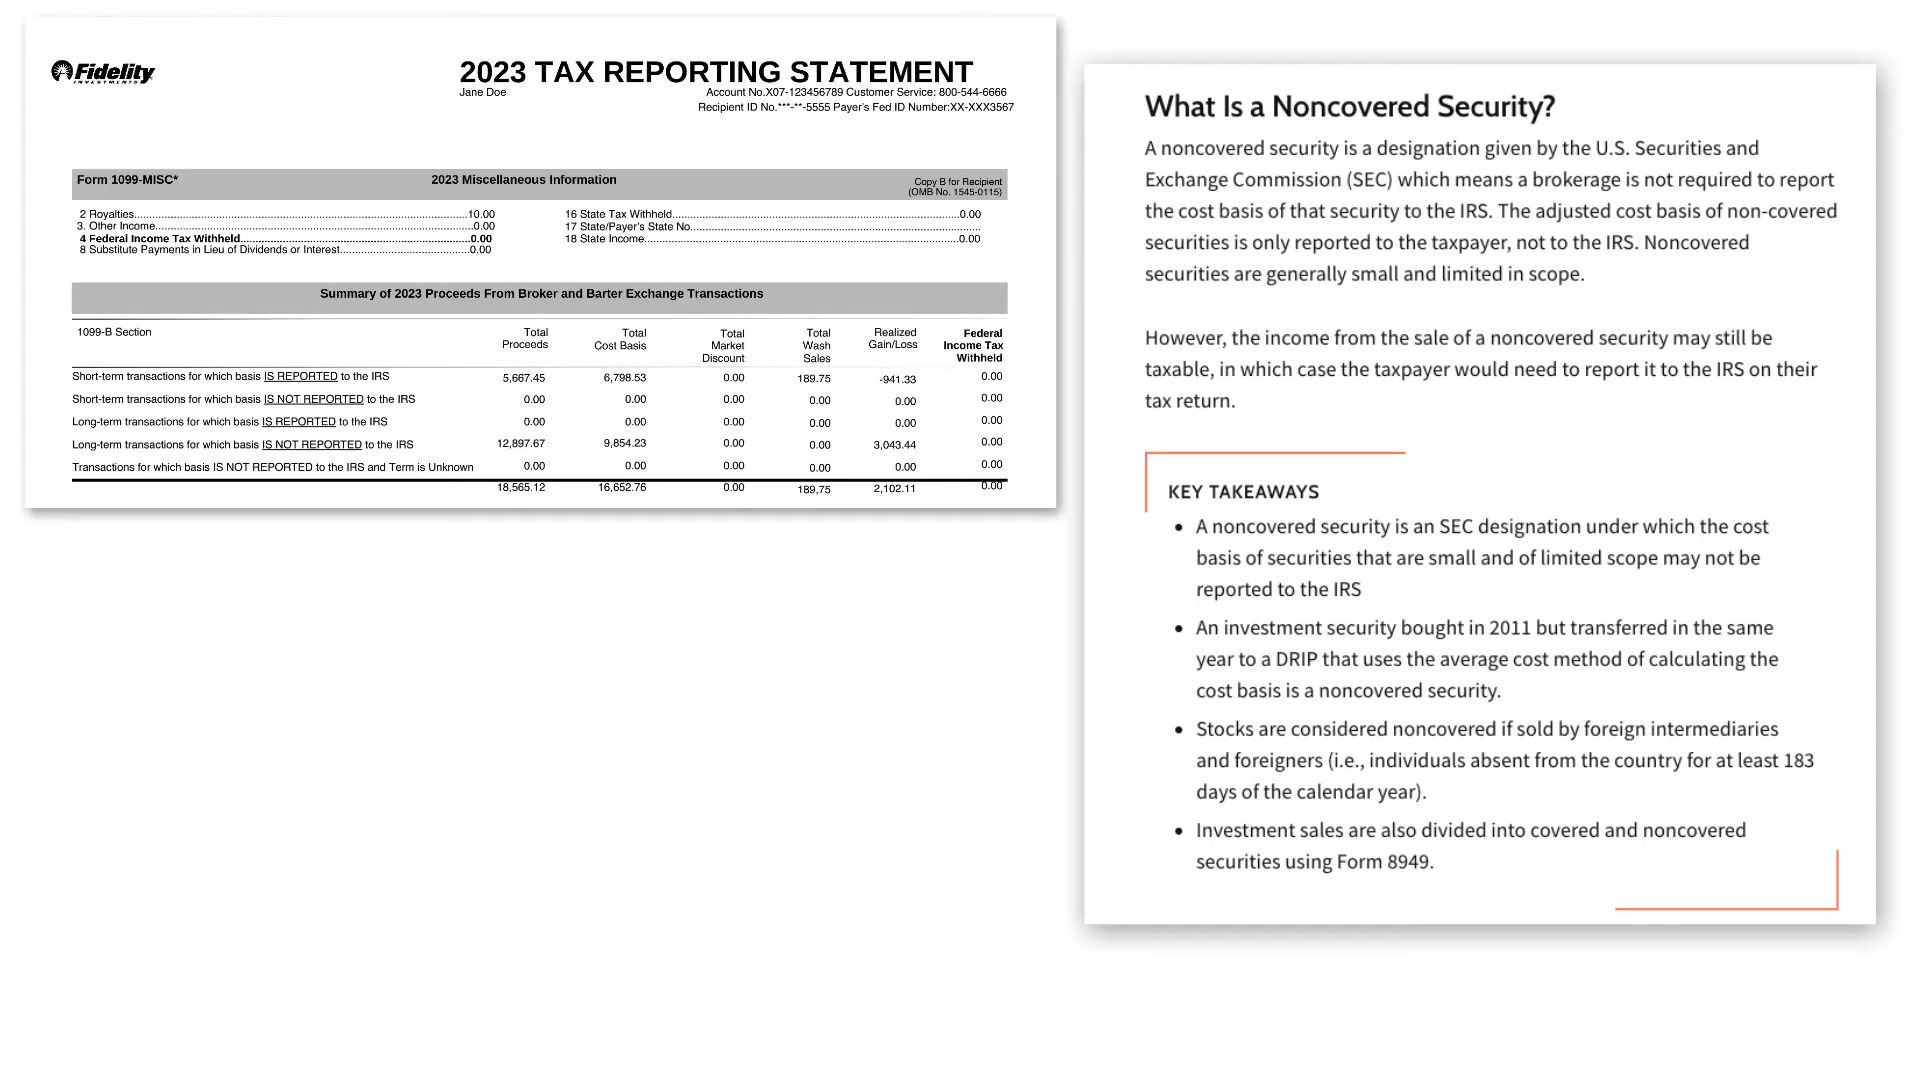 Fidelity
INVESTMENTS
2023 TAX REPORTING STATEMENT
Jane Doe
Account No.X07-123456789 Customer Service: 800-544-6666
Recipient ID No.***-**-5555 Payer's Fed ID Number:XX-XXX3567
Form 1099-MISC* 2023 Miscellaneous Information Copy B for Recipient
(OMB No. 1545-0115)
2 Royalties...10.00
3. Other Income...0.00
4 Federal Income Tax Withheld...0.00
8 Substitute Payments in Lieu of Dividends or Interest...0.00
16 State Tax Withheld...0.00
17 State/Payer's State No...
18 State Income...0.00
Summary of 2023 Proceeds From Broker and Barter Exchange Transactions
1099-B Section Total Proceeds Total Cost Basis Total Market Discount Total Wash Sales Realized Gain/Loss Federal Income Tax Withheld
Short-term transactions for which basis IS REPORTED to the IRS 5,667.45 6,798.53 0.00 189.75 -941.33 0.00
Short-term transactions for which basis IS NOT REPORTED to the IRS 0.00 0.00 0.00 0.00 0.00 0.00
Long-term transactions for which basis IS REPORTED to the IRS 0.00 0.00 0.00 0.00 0.00 0.00
Long-term transactions for which basis IS NOT REPORTED to the IRS 12,897.67 9,854.23 0.00 0.00 3,043.44 0.00
Transactions for which basis IS NOT REPORTED to the IRS and Term is Unknown 0.00 0.00 0.00 0.00 0.00 0.00
18,565.12 16,652.76 0.00 189,75 2,102.11 0.00
What Is a Noncovered Security?
A noncovered security is a designation given by the U.S. Securities and
Exchange Commission (SEC) which means a brokerage is not required to report
the cost basis of that security to the IRS. The adjusted cost basis of non-covered
securities is only reported to the taxpayer, not to the IRS. Noncovered
securities are generally small and limited in scope.
However, the income from the sale of a noncovered security may still be
taxable, in which case the taxpayer would need to report it to the IRS on their
tax return.
KEY TAKEAWAYS
• A noncovered security is an SEC designation under which the cost
basis of securities that are small and of limited scope may not be
reported to the IRS
• An investment security bought in 2011 but transferred in the same
year to a DRIP that uses the average cost method of calculating the
cost basis is a noncovered security.
• Stocks are considered noncovered if sold by foreign intermediaries
and foreigners (i.e., individuals absent from the country for at least 183
days of the calendar year).
• Investment sales are also divided into covered and noncovered
securities using Form 8949.